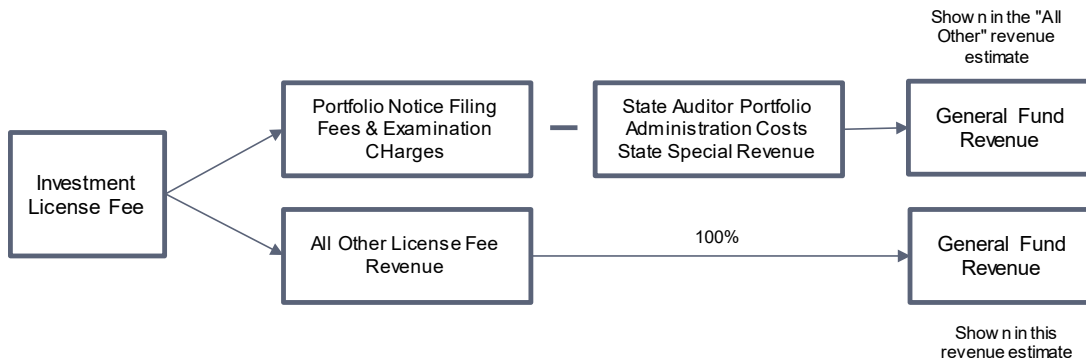 Shown in the "All
Other" revenue
estimate
Portfolio Notice Filing
Fees & Examination
CHarges
State Auditor Portfolio
Administration Costs
State Special Revenue
General Fund
Revenue
Investment
License Fee
All Other License Fee
Revenue
100%
General Fund
Revenue
Shown in this
revenue estimate